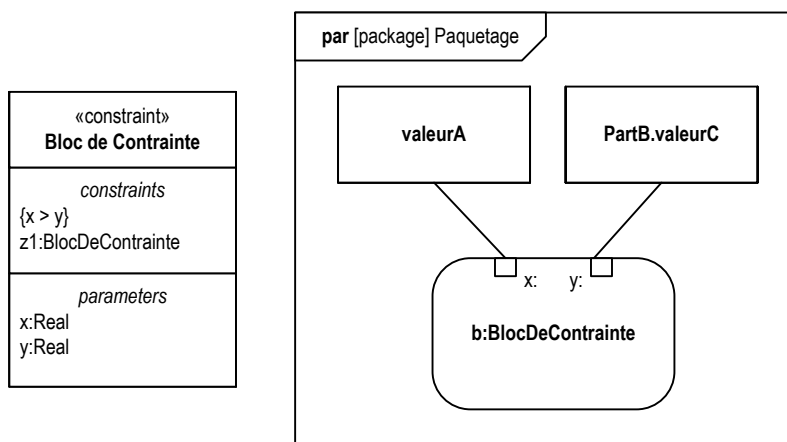 «constraint»
Bloc de Contrainte
constraints
{x > y}
z1:BlocDeContrainte
parameters
x:Real
y:Real
par [package] Paquetage
valeurA
PartB.valeurC
x: y:
b:BlocDeContrainte